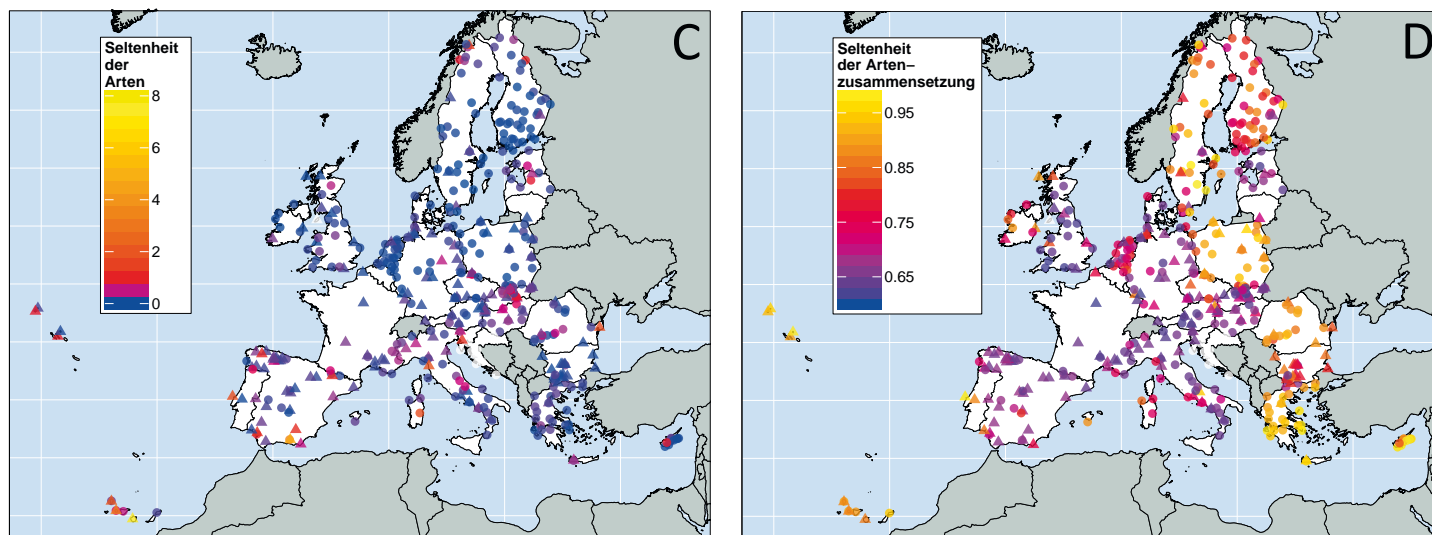 C
Seltenheit
der
Arten
8
6
4
2
0
D
Seltenheit
der Arten–
zusammensetzung
0.95
0.85
0.75
0.65